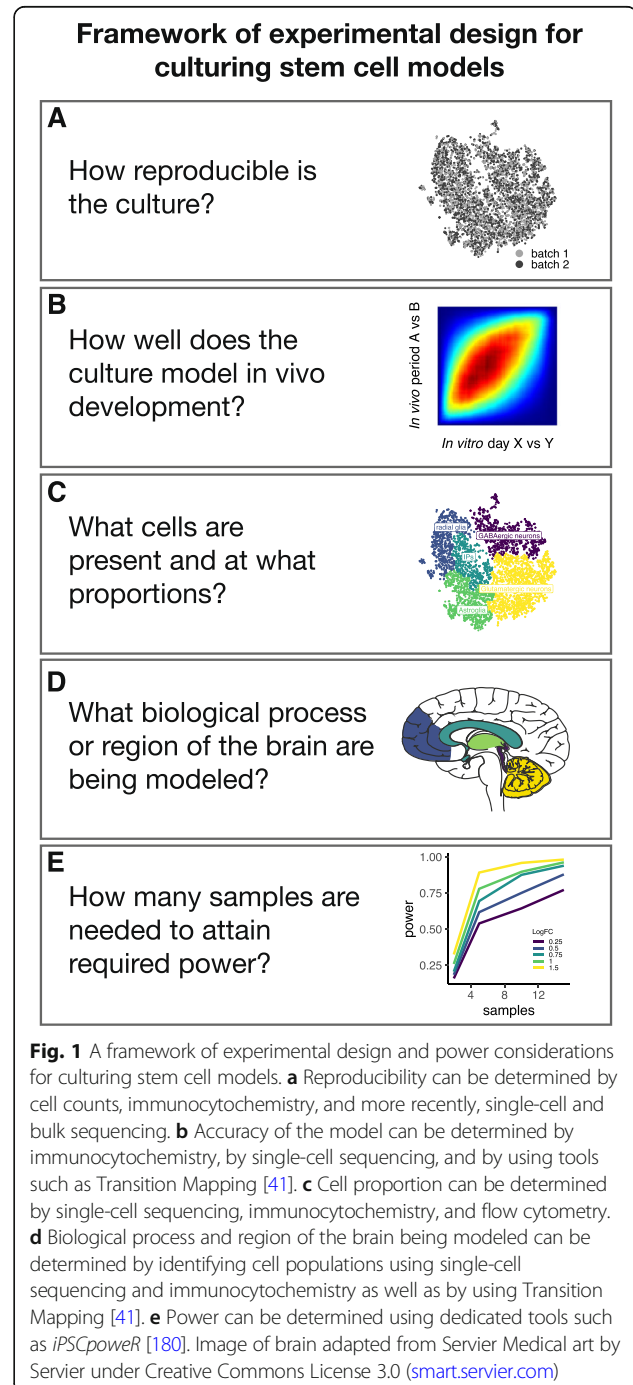 Framework of experimental design for
culturing stem cell models
A
How reproducible is
the culture?
batch 1
batch 2
B
How well does the
culture model in vivo
development?
In vivo period A vs B
In vitro day X vs Y
C
What cells are
present and at what
proportions?
radial glia
GABAergic neurons
IPs
Astroglia
D
What biological process
or region of the brain are
being modeled?
E
How many samples are
needed to attain
required power?
1.00
0.75
0.50
0.25
power
4 8 12
samples
LogFC
0.25
0.5
0.75
1
1.5
Fig. 1 A framework of experimental design and power considerations
for culturing stem cell models. a Reproducibility can be determined by
cell counts, immunocytochemistry, and more recently, single-cell and
bulk sequencing. b Accuracy of the model can be determined by
immunocytochemistry, by single-cell sequencing, and by using tools
such as Transition Mapping [41]. c Cell proportion can be determined
by single-cell sequencing, immunocytochemistry, and flow cytometry.
d Biological process and region of the brain being modeled can be
determined by identifying cell populations using single-cell
sequencing and immunocytochemistry as well as by using Transition
Mapping [41]. e Power can be determined using dedicated tools such
as iPSCpoweR [180]. Image of brain adapted from Servier Medical art by
Servier under Creative Commons License 3.0 (smart.servier.com)